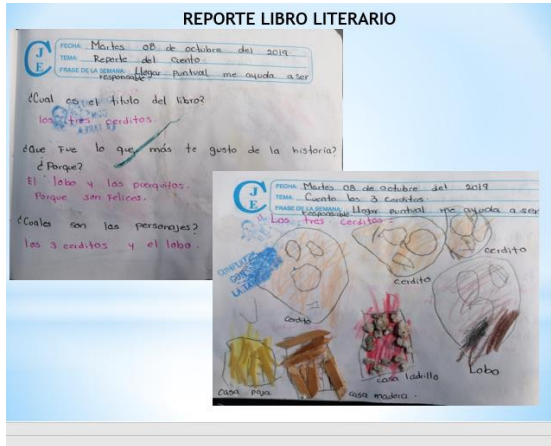 REPORTE LIBRO LITERARIO
C
J
E
FECHA: Martes 08 de octubre del 2019
TEMA: Reporte del Cuento.
FRASE DE LA SEMANA: Llegar puntual me ayuda a ser
responsable
¿Cual es el titulo del libro?
los tres cerditos.
¿Que Fue lo que más te gusto de la historia?
¿Porque?
El lobo y los puerquitos.
Porque son Felices.
¿Cuales son las personajes?
los 3 cerditos y el lobo.
C
J
E
FECHA: Martes 08 de octubre del 2019
TEMA: Cuento los 3 Cerditos.
FRASE DE LA SEMANA: Llegar puntual me ayuda a ser
responsable
Los tres Cerditos.
cerdito
cerdito
cerdito
Casa paja
casa madera.
casa ladrillo
Lobo